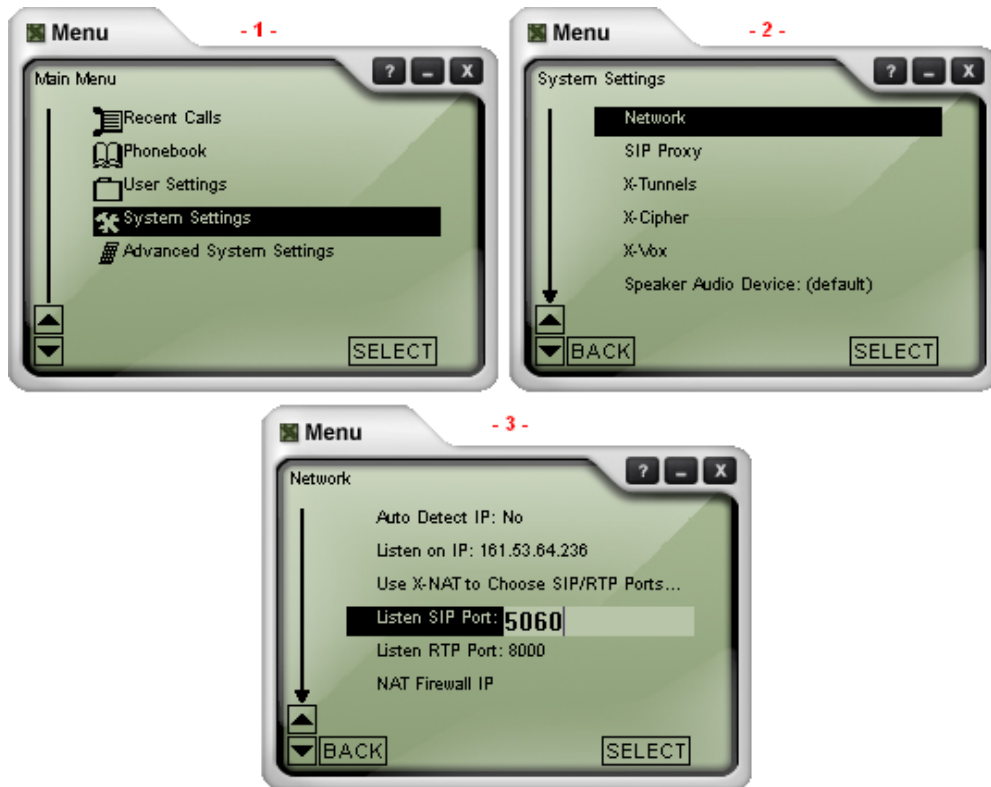 Menu
- 1 -
Main Menu
? - X
Recent Calls
Phonebook
User Settings
System Settings
Advanced System Settings
SELECT
Menu
- 2 -
System Settings
? - X
Network
SIP Proxy
X-Tunnels
X-Cipher
X-Vox
Speaker Audio Device: (default)
BACK
SELECT
Menu
- 3 -
Network
? - X
Auto Detect IP: No
Listen on IP: 161.53.64.236
Use X-NAT to Choose SIP/RTP Ports...
Listen SIP Port: 5060
Listen RTP Port: 8000
NAT Firewall IP
BACK
SELECT